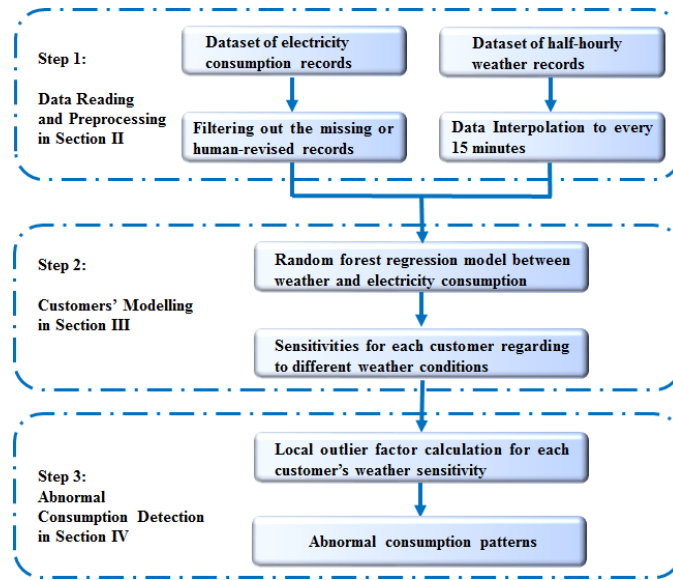 Step 1:
Data Reading
and Preprocessing
in Section II
Dataset of electricity
consumption records
Dataset of half-hourly
weather records
Filtering out the missing or
human-revised records
Data Interpolation to every
15 minutes
Step 2:
Customers' Modelling
in Section III
Random forest regression model between
weather and electricity consumption
Sensitivities for each customer regarding
to different weather conditions
Step 3:
Abnormal
Consumption Detection
in Section IV
Local outlier factor calculation for each
customer's weather sensitivity
Abnormal consumption patterns